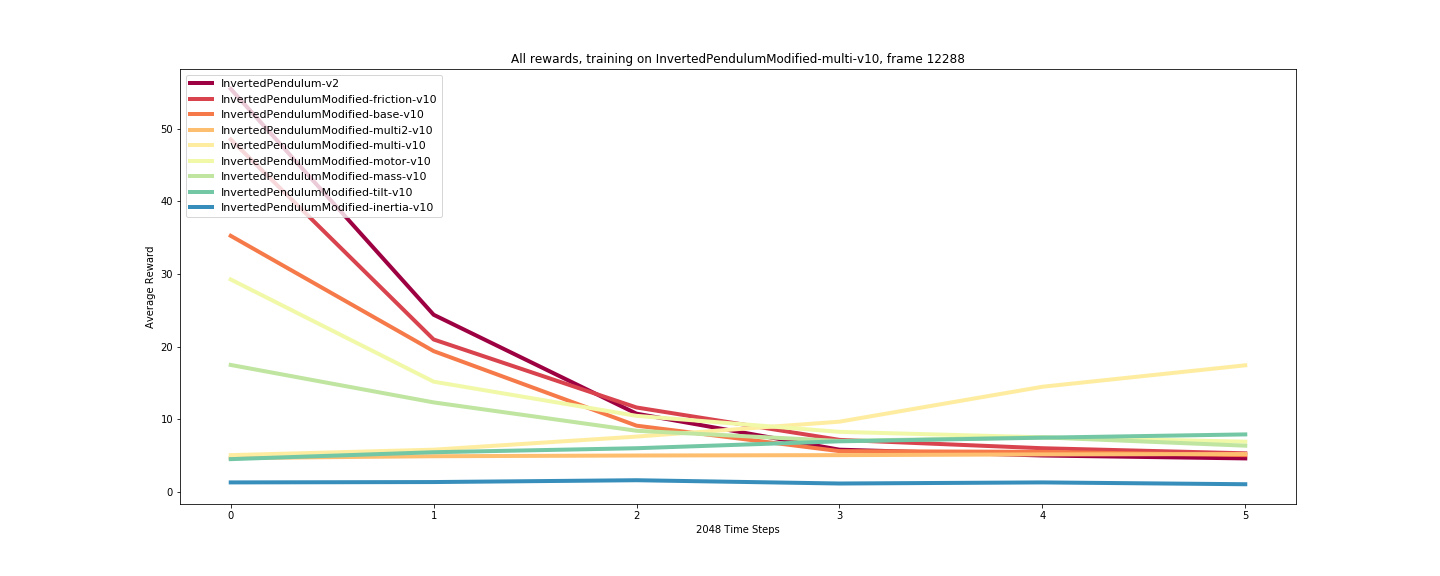 All rewards, training on InvertedPendulumModified-multi-v10, frame 12288
InvertedPendulum-v2
InvertedPendulumModified-friction-v10
InvertedPendulumModified-base-v10
InvertedPendulumModified-multi2-v10
InvertedPendulumModified-multi-v10
InvertedPendulumModified-motor-v10
InvertedPendulumModified-mass-v10
InvertedPendulumModified-tilt-v10
InvertedPendulumModified-inertia-v10
50
40
30
20
10
0
Average Reward
0 1 2 3 4 5
2048 Time Steps